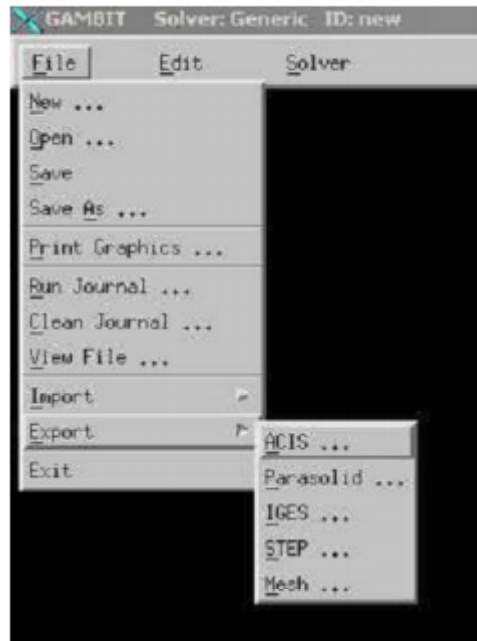 GAMBIT Solver: Generic ID: new
File Edit Solver
New ...
Open ...
Save
Save As ...
Print Graphics ...
Run Journal ...
Clean Journal ...
View File ...
Import
Export
Exit
ACIS ...
Parasolid ...
IGES ...
STEP ...
Mesh ...